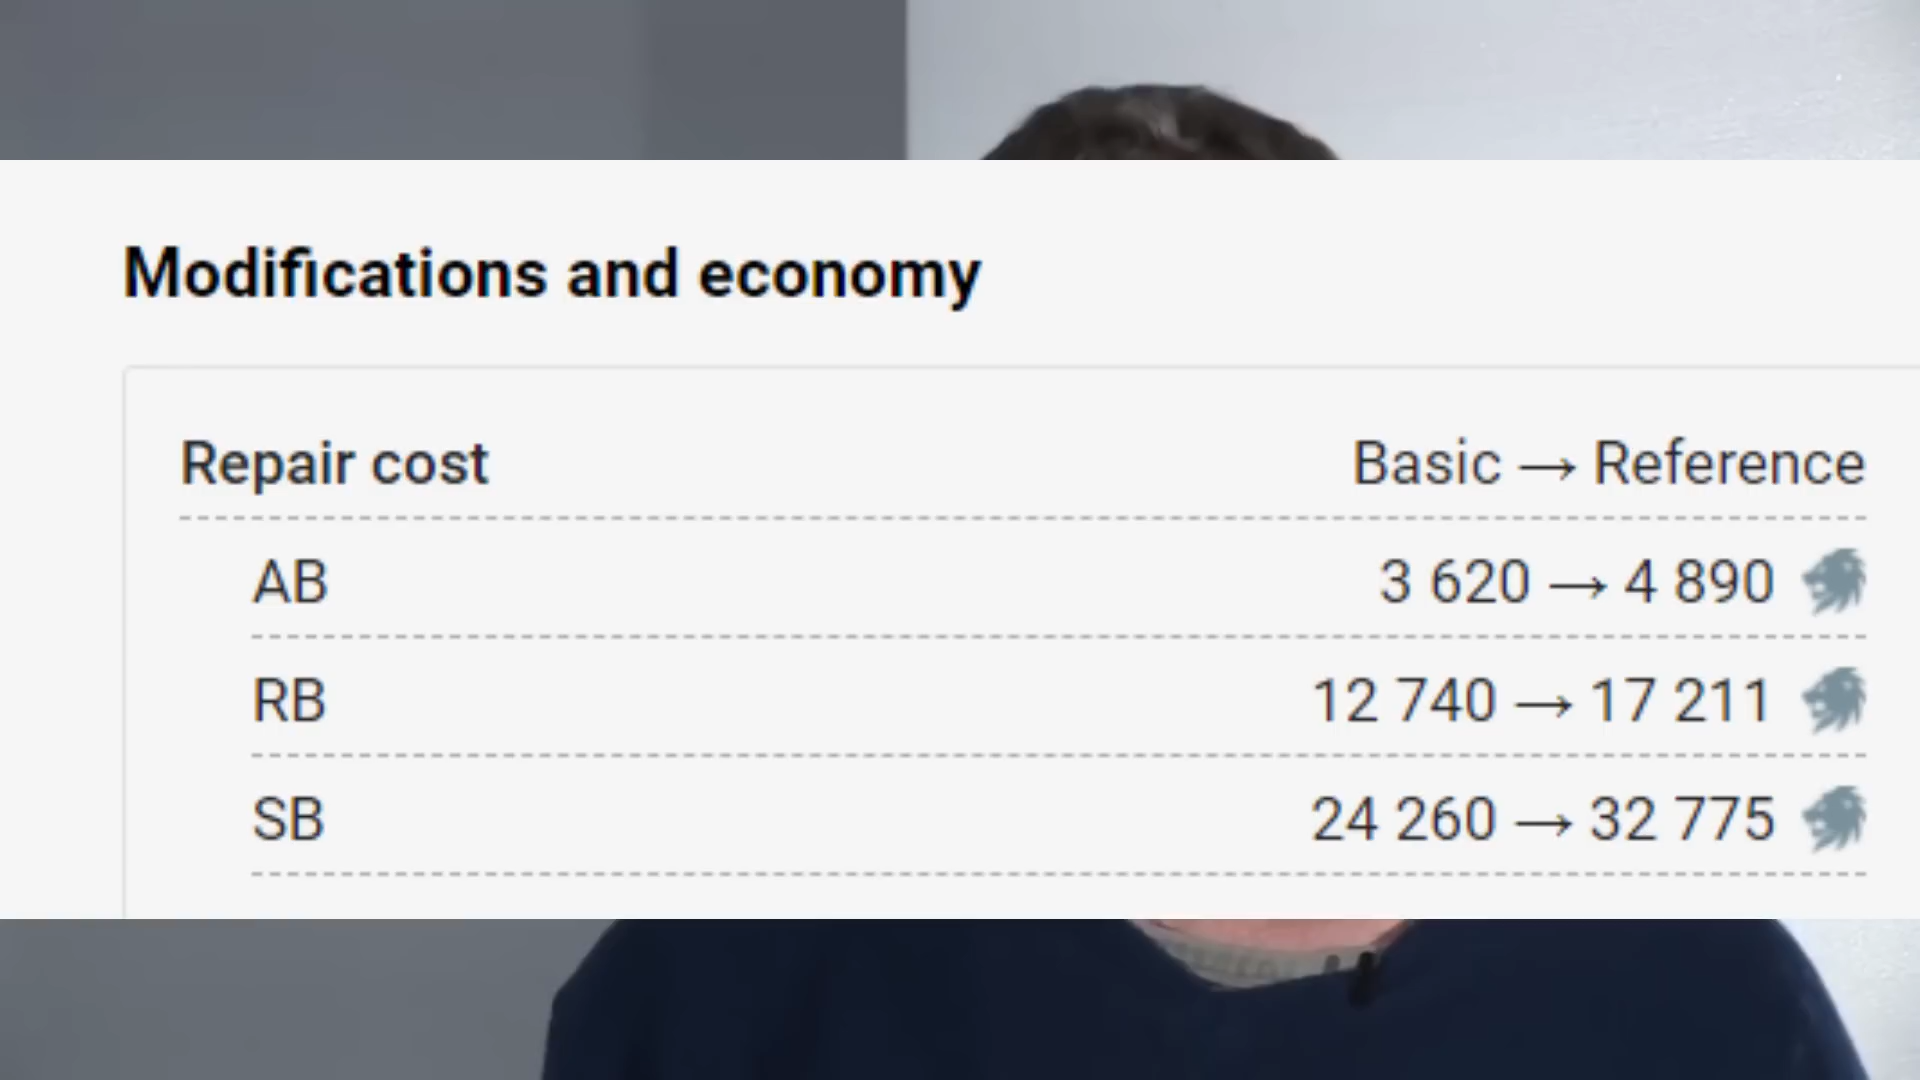 Modifications and economy
Repair cost Basic → Reference
AB 3 620 → 4 890
RB 12 740 → 17 211
SB 24 260 → 32 775